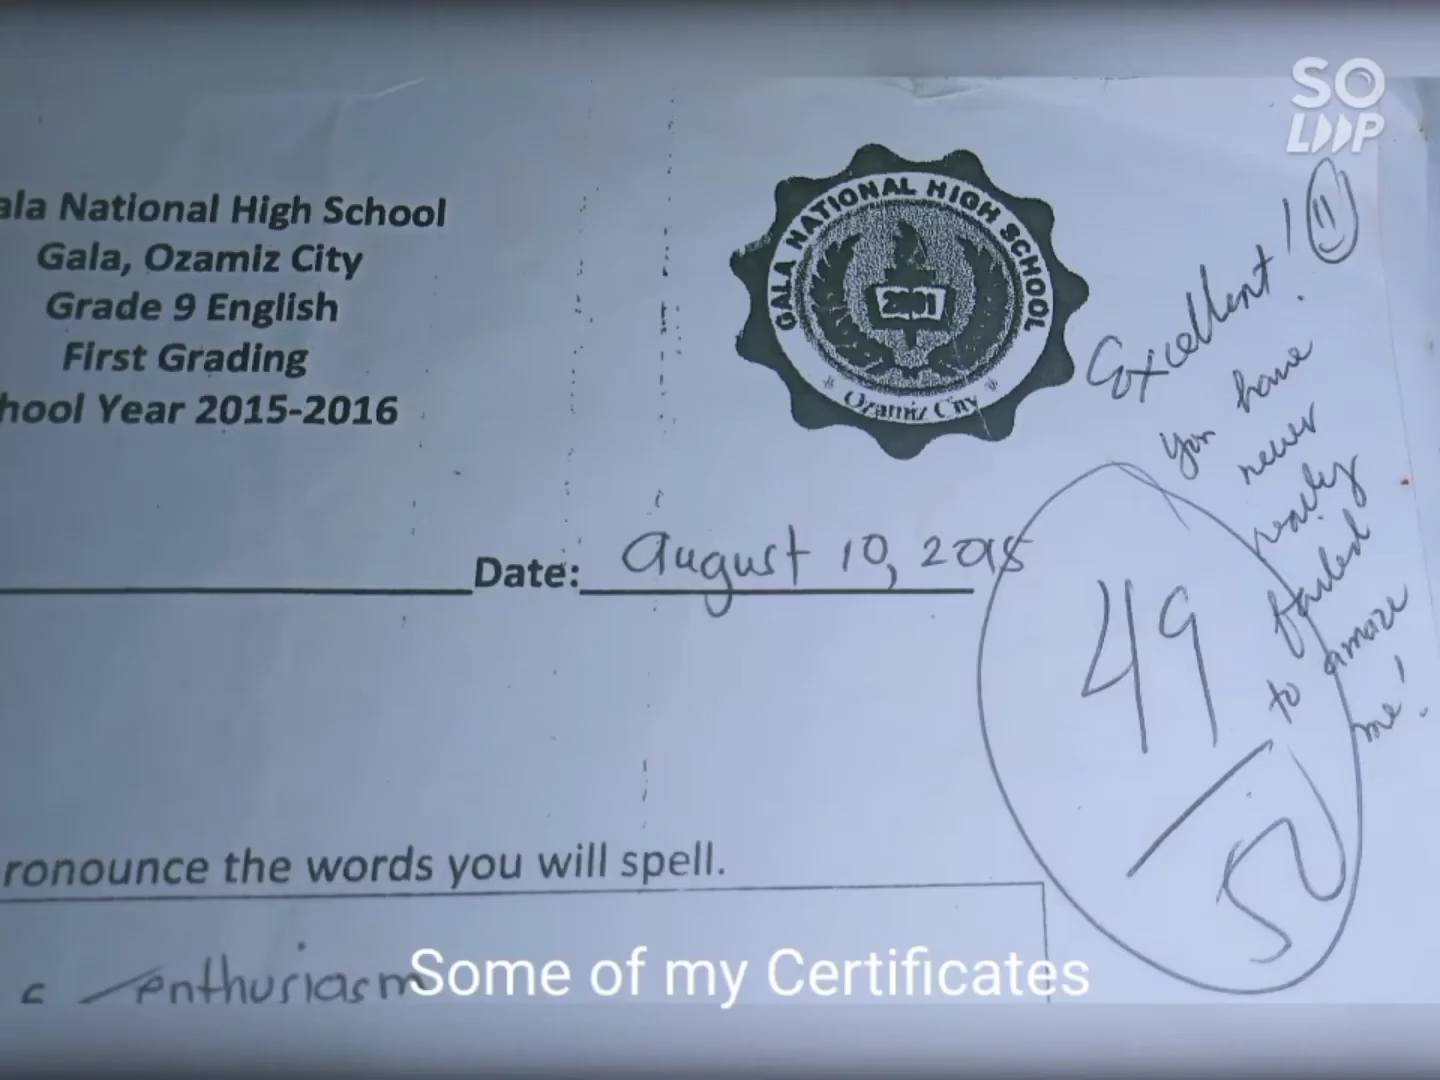 SO
LOOP
ala National High School
Gala, Ozamiz City
Grade 9 English
First Grading
hool Year 2015-2016
GALA NATIONAL HIGH SCHOOL
2001
Ozamiz City
Excellent!
You have
never
really
failed
to amaze
me!
Date: August 10, 2015
49
50
ronounce the words you will spell.
enthusiasm
Some of my Certificates